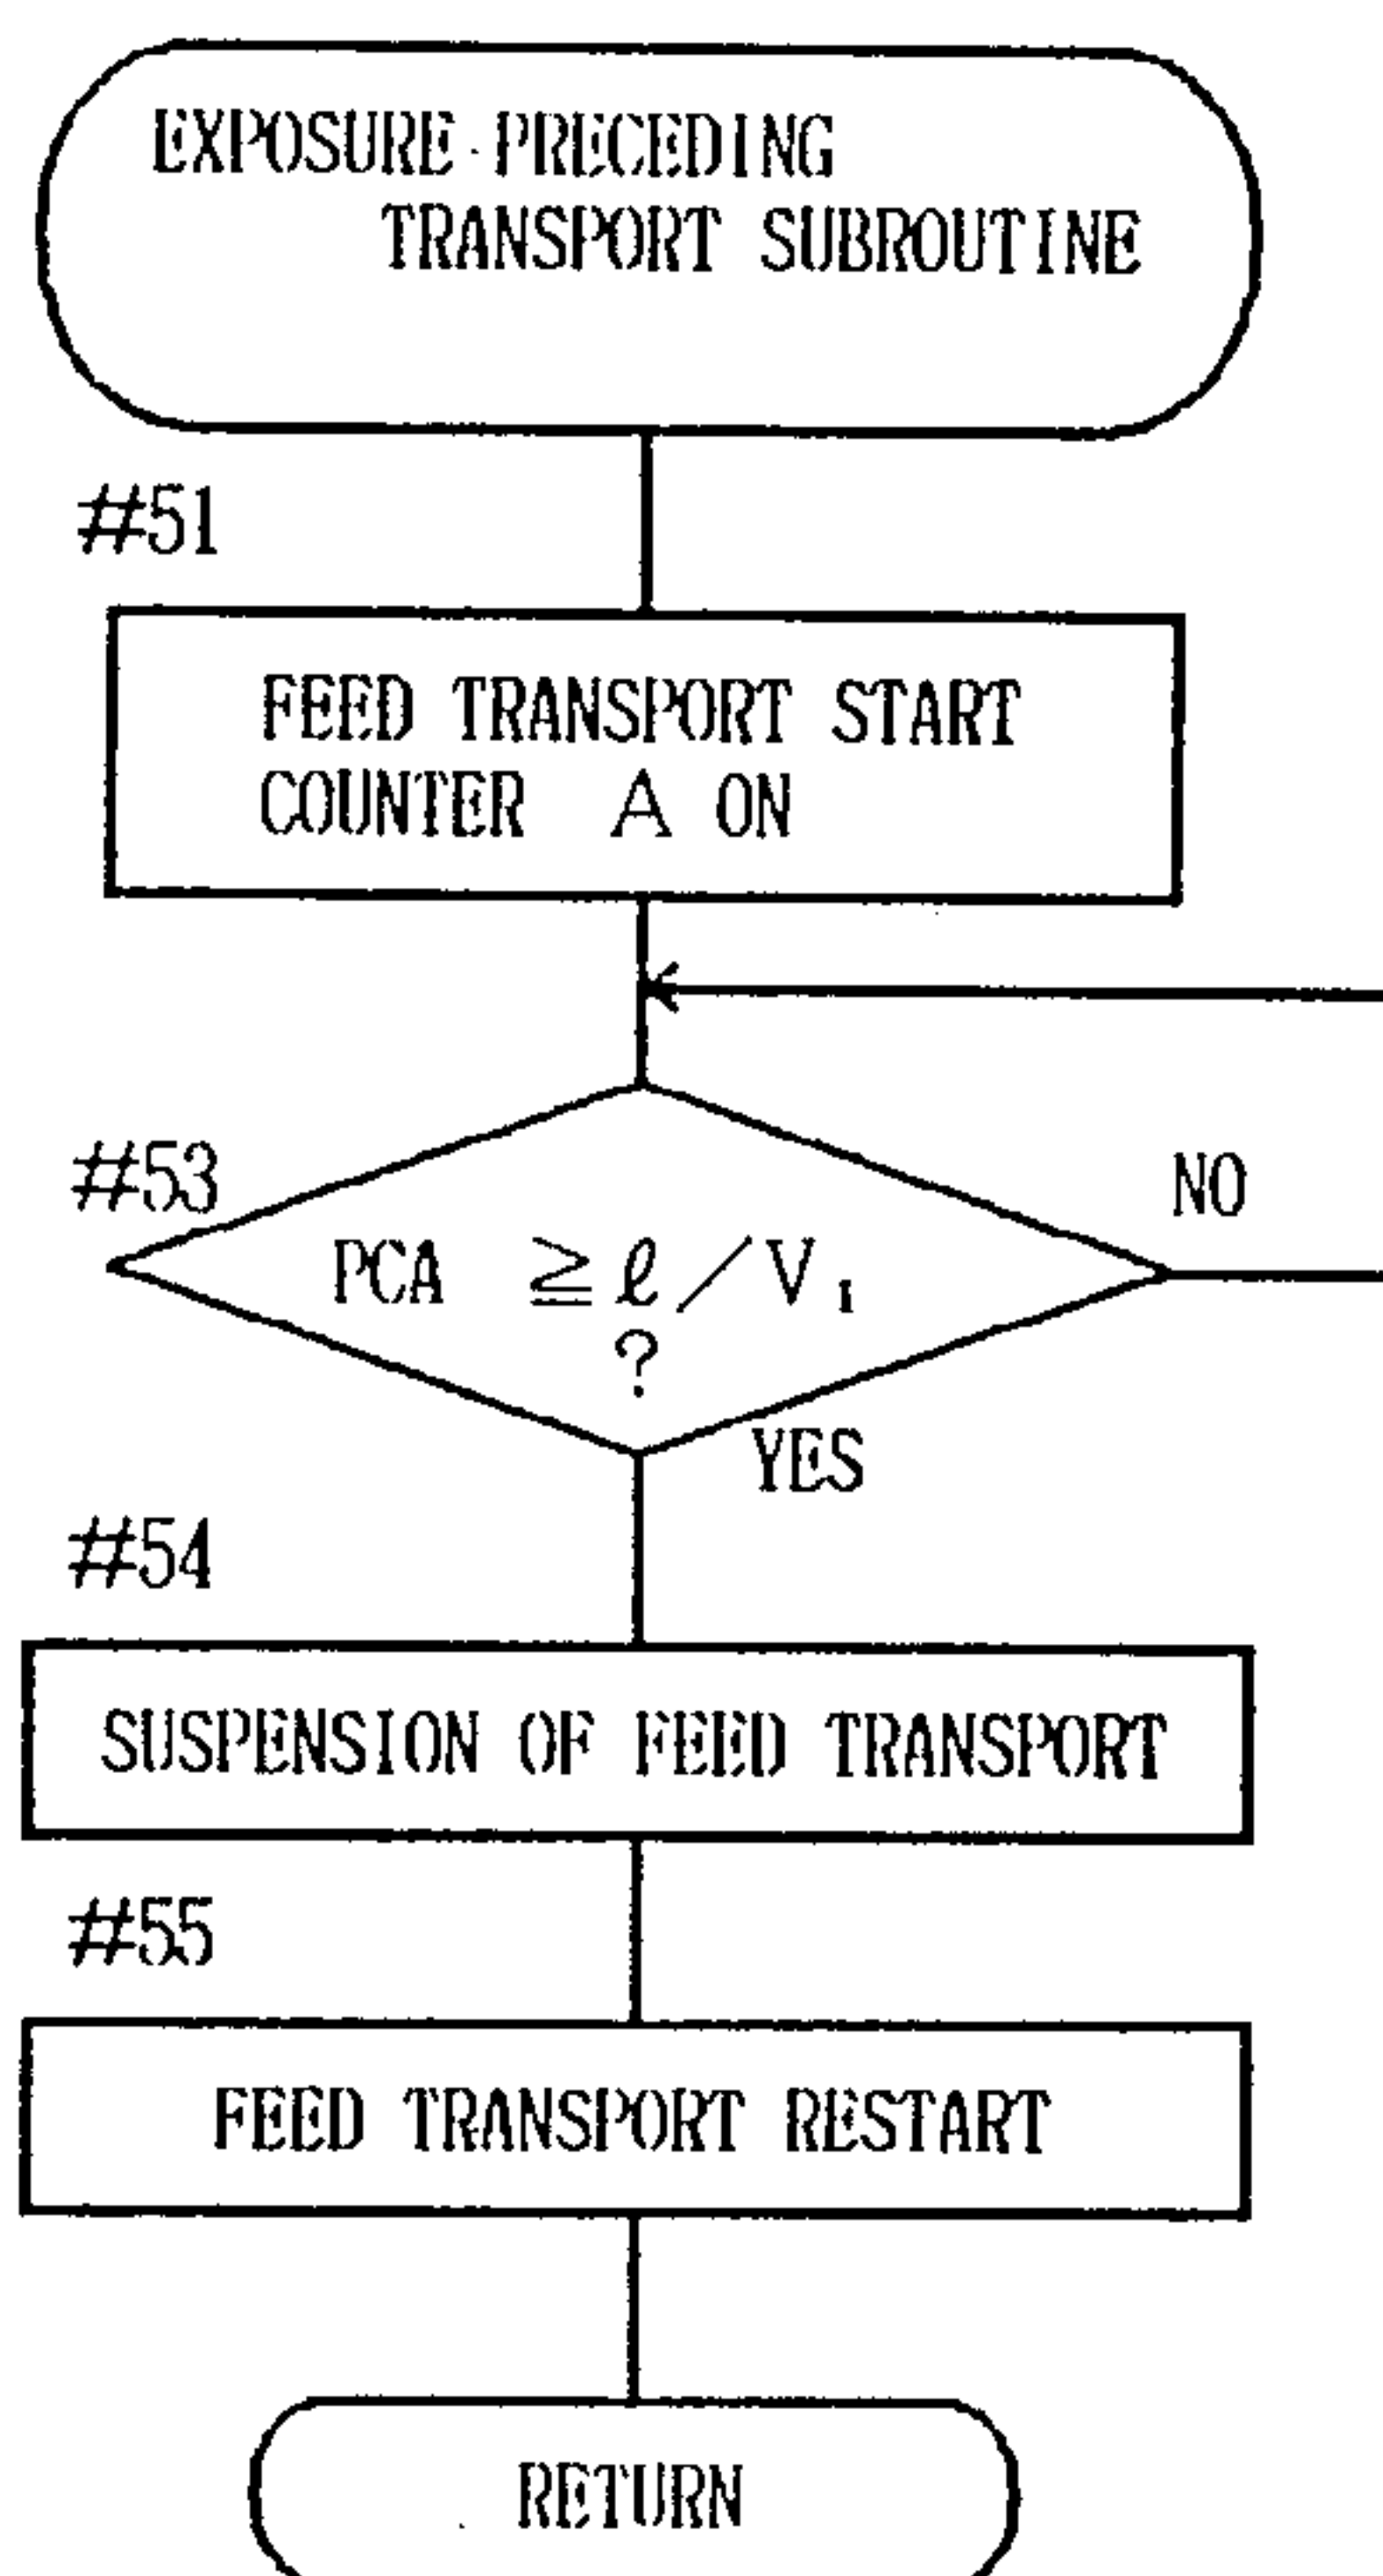 EXPOSURE-PRECEDING
TRANSPORT SUBROUTINE
#51
FEED TRANSPORT START
COUNTER A ON
#53
NO
PCA ≧ ℓ/V₁
?
YES
#54
SUSPENSION OF FEED TRANSPORT
#55
FEED TRANSPORT RESTART
RETURN